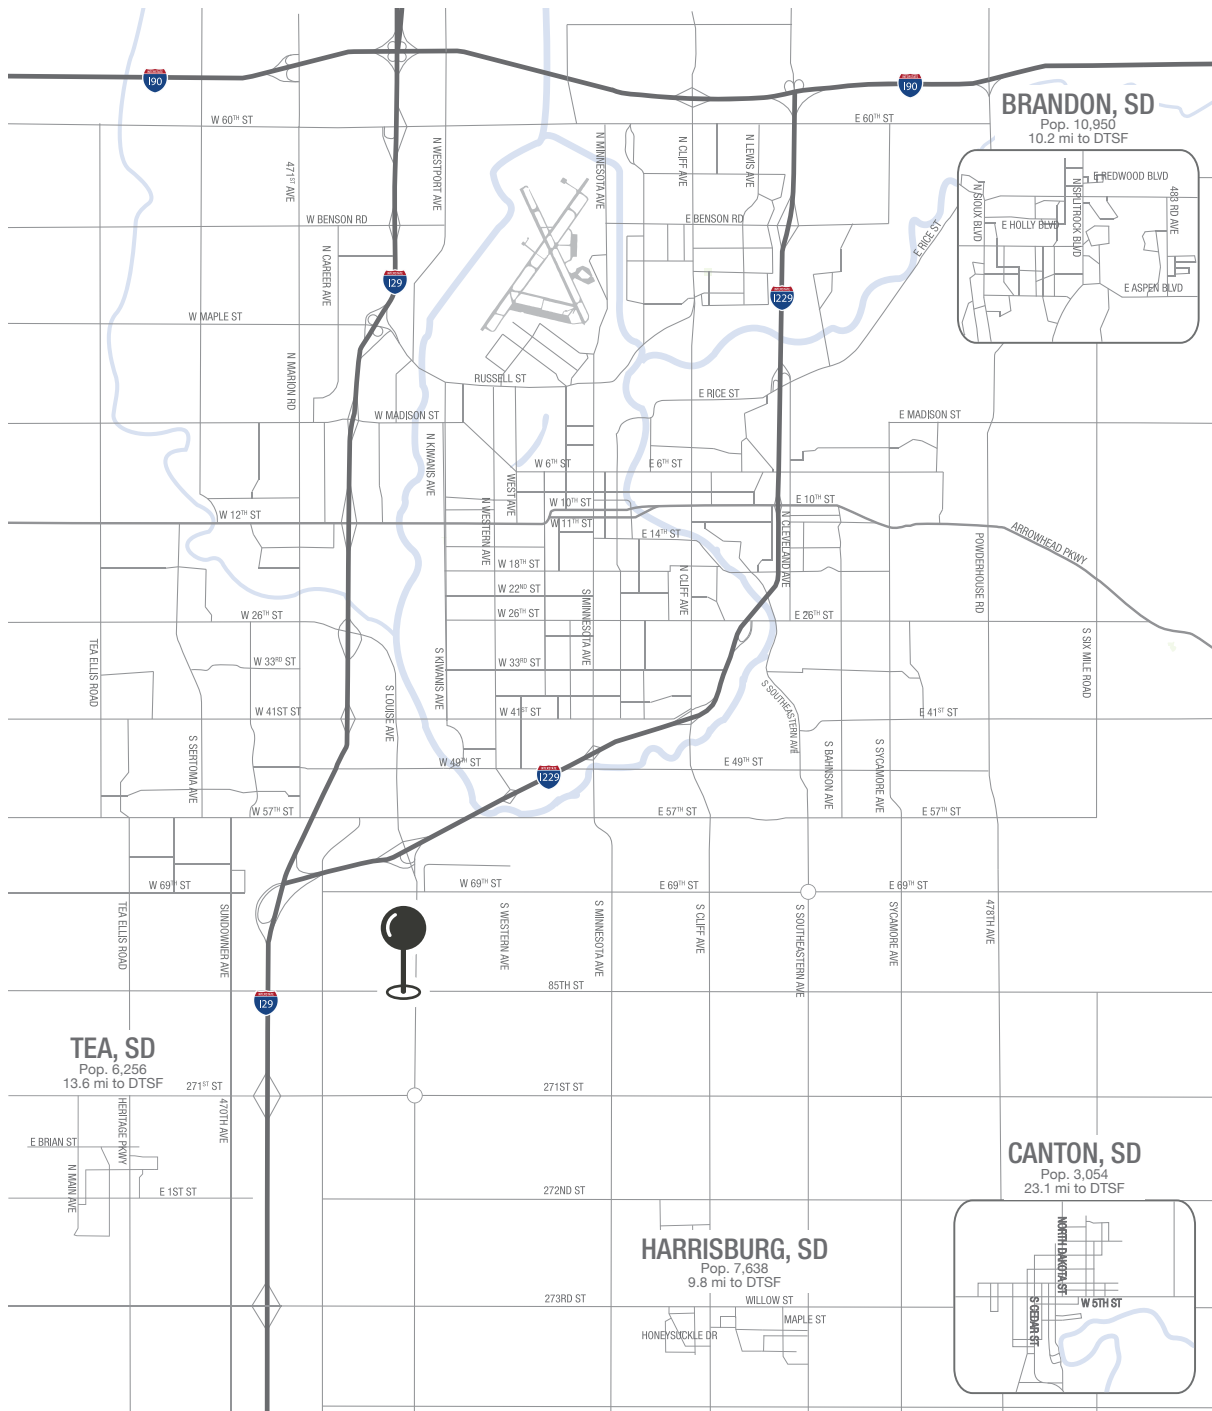 I90
I90
W 60TH ST
E 60TH ST
BRANDON, SD
Pop. 10,950
10.2 mi to DTSF
N WESTPORT AVE
N MINNESOTA AVE
N CLIFF AVE
N LEWIS AVE
471ST AVE
E REDWOOD BLVD
N SIOUX BLVD
N SPLITROCK BLVD
483 RD AVE
E HOLLY BLVD
E ASPEN BLVD
W BENSON RD
E BENSON RD
E RICE ST
N CAREER AVE
I29
I229
W MAPLE ST
N MARION RD
RUSSELL ST
E RICE ST
W MADISON ST
E MADISON ST
N KIWANIS AVE
W 6TH ST
E 6TH ST
WEST AVE
N WESTERN AVE
W 10TH ST
E 10TH ST
W 12TH ST
W 11TH ST
E 14TH ST
N CLEVELAND AVE
ARROWHEAD PKWY
POWDERHOUSE RD
W 18TH ST
N CLIFF AVE
W 22ND ST
S MINNESOTA AVE
W 26TH ST
W 26TH ST
E 26TH ST
TEA ELLIS ROAD
S SIX MILE ROAD
W 33RD ST
W 33RD ST
S KIWANIS AVE
S LOUISE AVE
S SOUTHEASTERN AVE
W 41ST ST
W 41ST ST
E 41ST ST
S SERTOMA AVE
S BAHNSON AVE
S SYCAMORE AVE
W 49TH ST
E 49TH ST
I229
W 57TH ST
E 57TH ST
E 57TH ST
W 69TH ST
W 69TH ST
E 69TH ST
E 69TH ST
TEA ELLIS ROAD
SUNDOWNER AVE
S WESTERN AVE
S MINNESOTA AVE
S CLIFF AVE
S SOUTHEASTERN AVE
SYCAMORE AVE
478TH AVE
85TH ST
I29
TEA, SD
Pop. 6,256
13.6 mi to DTSF
271ST ST
271ST ST
HERITAGE PKWY
470TH AVE
E BRIAN ST
N MAIN AVE
E 1ST ST
272ND ST
CANTON, SD
Pop. 3,054
23.1 mi to DTSF
NORTH DAKOTA ST
S CEDAR ST
W 5TH ST
HARRISBURG, SD
Pop. 7,638
9.8 mi to DTSF
273RD ST
WILLOW ST
MAPLE ST
HONEYSUCKLE DR